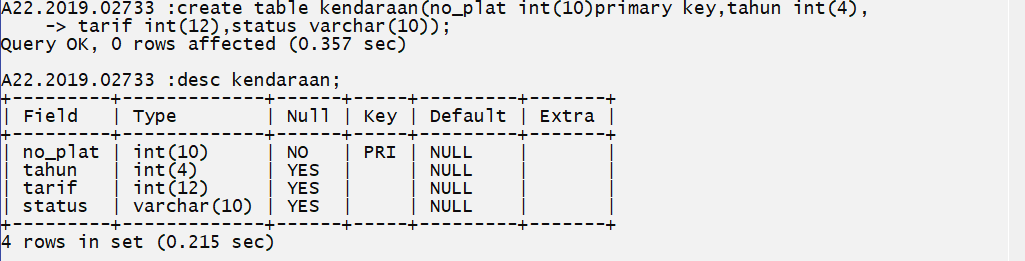 A22.2019.02733 :create table kendaraan(no_plat int(10)primary key,tahun int(4),
    -> tarif int(12),status varchar(10));
Query OK, 0 rows affected (0.357 sec)

A22.2019.02733 :desc kendaraan;
+---------+-------------+------+-----+---------+-------+
| Field   | Type        | Null | Key | Default | Extra |
+---------+-------------+------+-----+---------+-------+
| no_plat | int(10)     | NO   | PRI | NULL    |       |
| tahun   | int(4)      | YES  |     | NULL    |       |
| tarif   | int(12)     | YES  |     | NULL    |       |
| status  | varchar(10) | YES  |     | NULL    |       |
+---------+-------------+------+-----+---------+-------+
4 rows in set (0.215 sec)